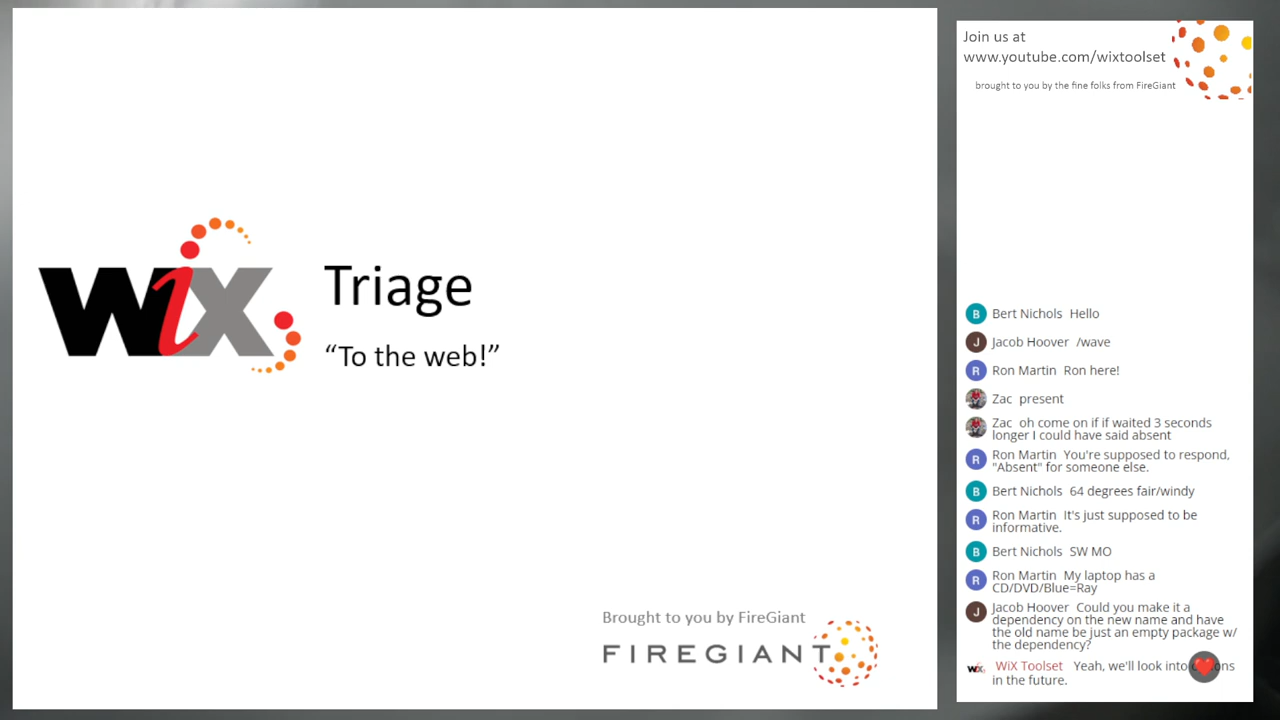 WiX
Triage
“To the web!”
Brought to you by FireGiant
FIREGIANT
Join us at
www.youtube.com/wixtoolset
brought to you by the fine folks from FireGiant
B Bert Nichols Hello
J Jacob Hoover /wave
R Ron Martin Ron here!
Zac present
Zac oh come on if if waited 3 seconds
longer I could have said absent
R Ron Martin You're supposed to respond,
"Absent" for someone else.
B Bert Nichols 64 degrees fair/windy
R Ron Martin It's just supposed to be
informative.
B Bert Nichols SW MO
R Ron Martin My laptop has a
CD/DVD/Blue=Ray
J Jacob Hoover Could you make it a
dependency on the new name and have
the old name be just an empty package w/
the dependency?
WiX WiX Toolset Yeah, we'll look into
in the future.